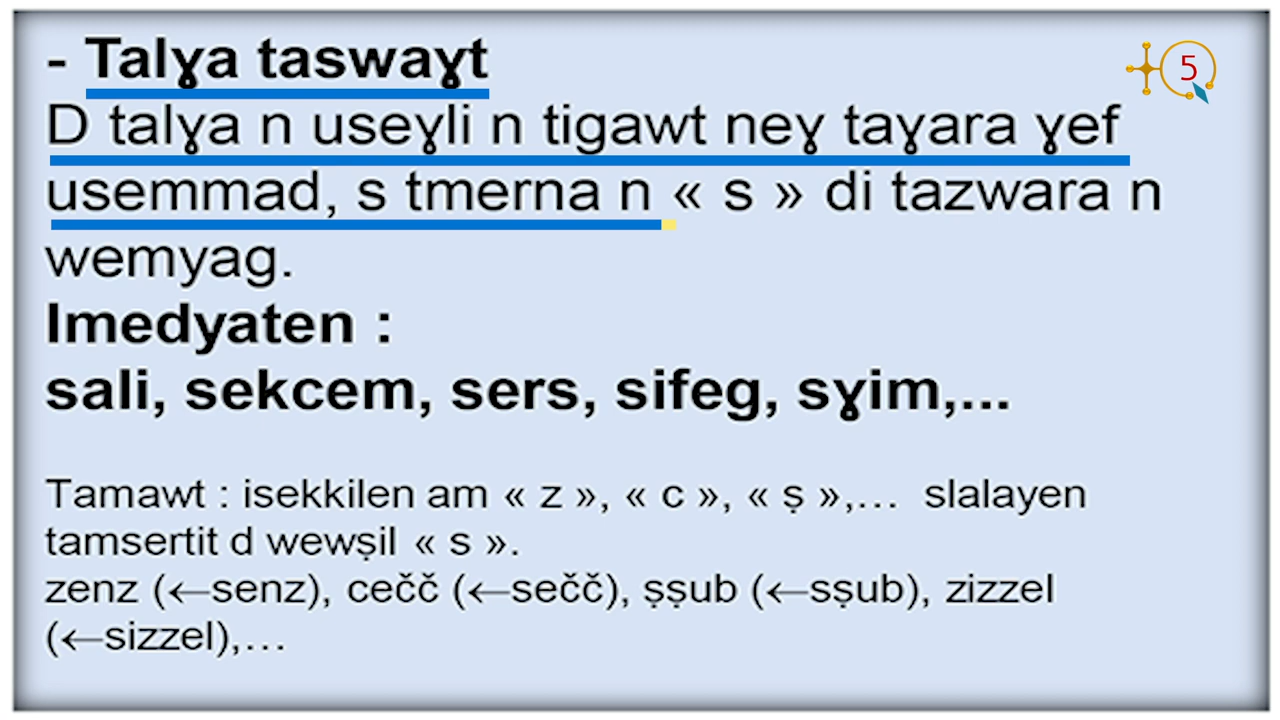 - Talɣa taswaɣt
5
D talɣa n useɣli n tigawt neɣ taɣara ɣef
usemmad, s tmerna n « s » di tazwara n
wemyag.
Imedyaten :
sali, sekcem, sers, sifeg, sɣim,...
Tamawt : isekkilen am « z », « c », « ṣ »,… slalayen
tamsertit d wewṣil « s ».
zenz (←senz), cečč (←sečč), ṣṣub (←sṣub), zizzel
(←sizzel),…